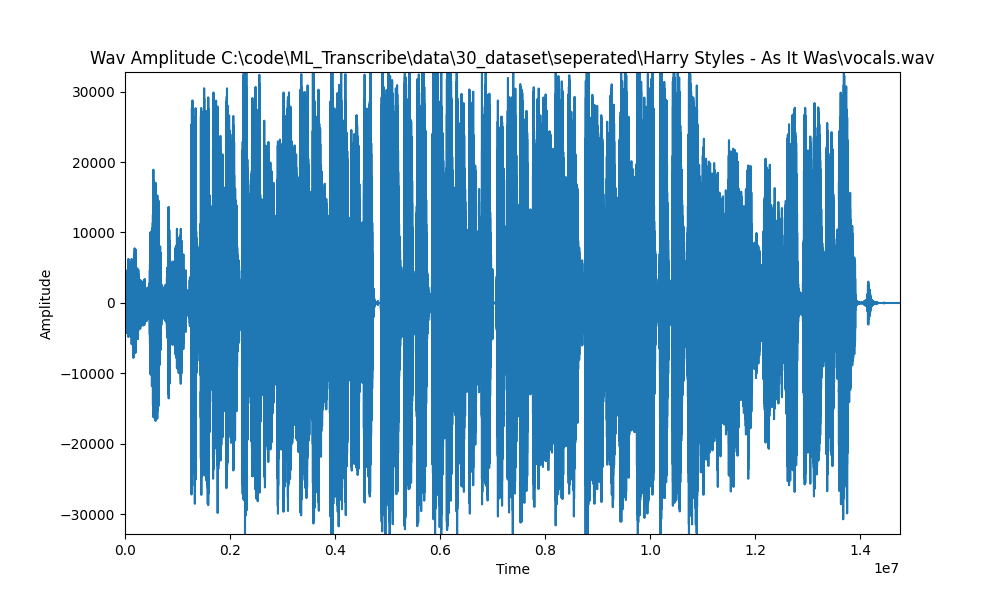 Wav Amplitude C:\code\ML_Transcribe\data\30_dataset\seperated\Harry Styles - As It Was\vocals.wav
30000
20000
10000
0
−10000
−20000
−30000
Amplitude
0.0 0.2 0.4 0.6 0.8 1.0 1.2 1.4
1e7
Time